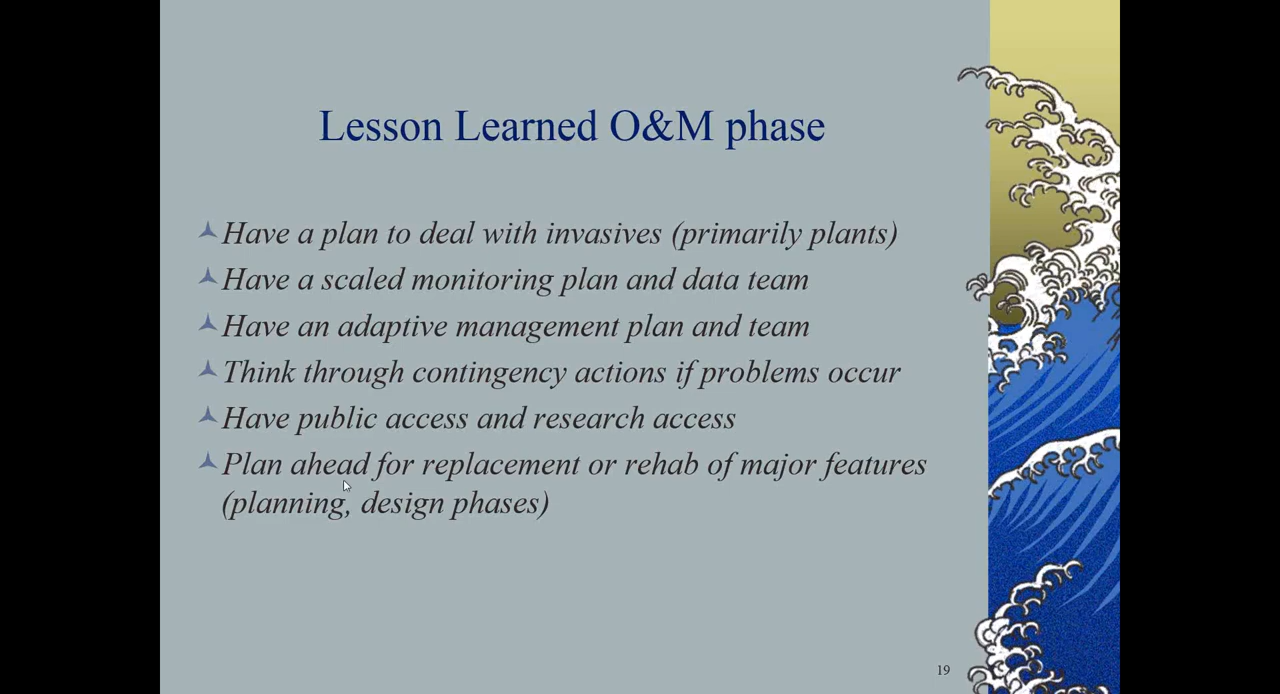 Lesson Learned O&M phase
Have a plan to deal with invasives (primarily plants)
Have a scaled monitoring plan and data team
Have an adaptive management plan and team
Think through contingency actions if problems occur
Have public access and research access
Plan ahead for replacement or rehab of major features
(planning, design phases)
19